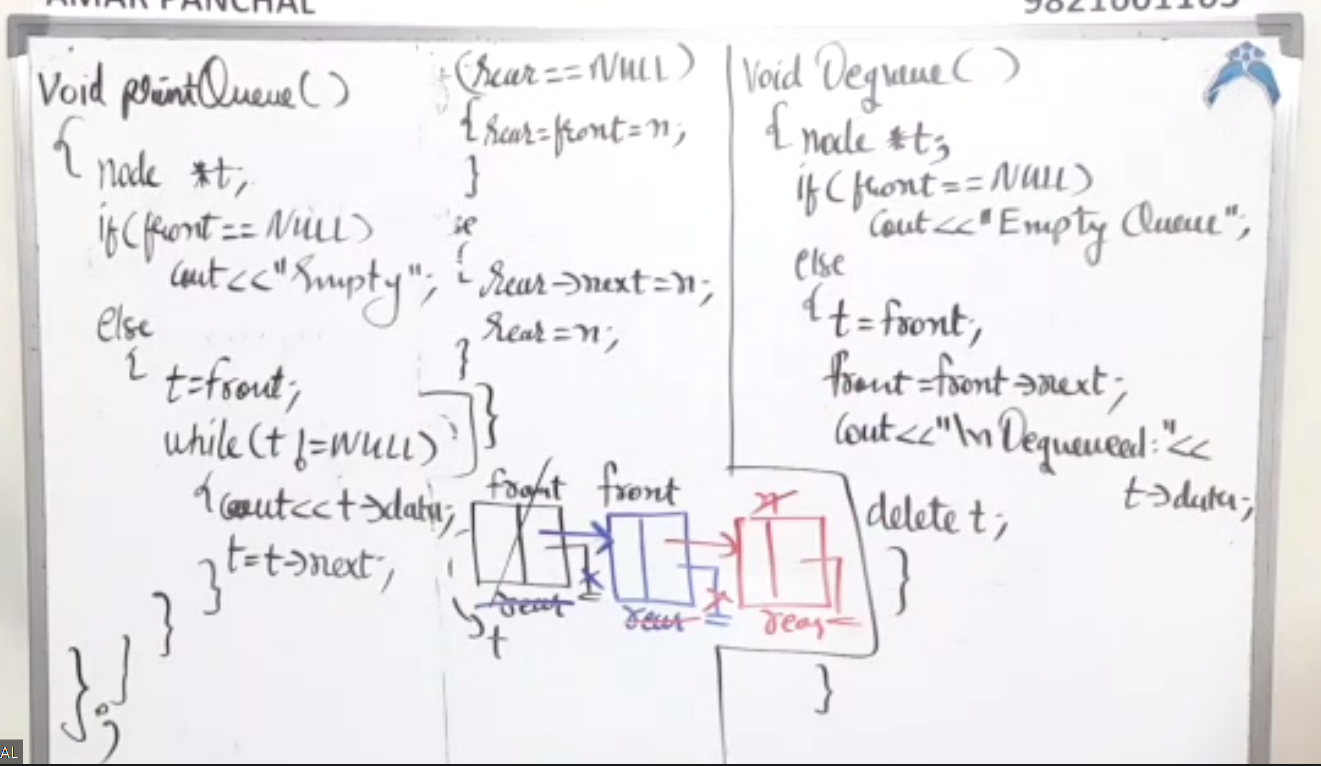 AMAR PANCHAL
9821601163
Void printQueue()
{
node *t;
if(front==NULL)
cout<<"Empty";
else
{
t=front;
while(t!=NULL)
{cout<<t->data;
t=t->next;
}
}
}
};
(rear==NULL)
{rear=front=n;
}
se
{
rear->next=n;
rear=n;
}
}
front front
n
rear rear rear
t
Void Dequeue()
{ node *t;
if(front==NULL)
cout<<"Empty Queue";
else
{ t=front;
front=front->next;
cout<<"\n Dequeued:"<<
t->data;
delete t;
}
}
AL